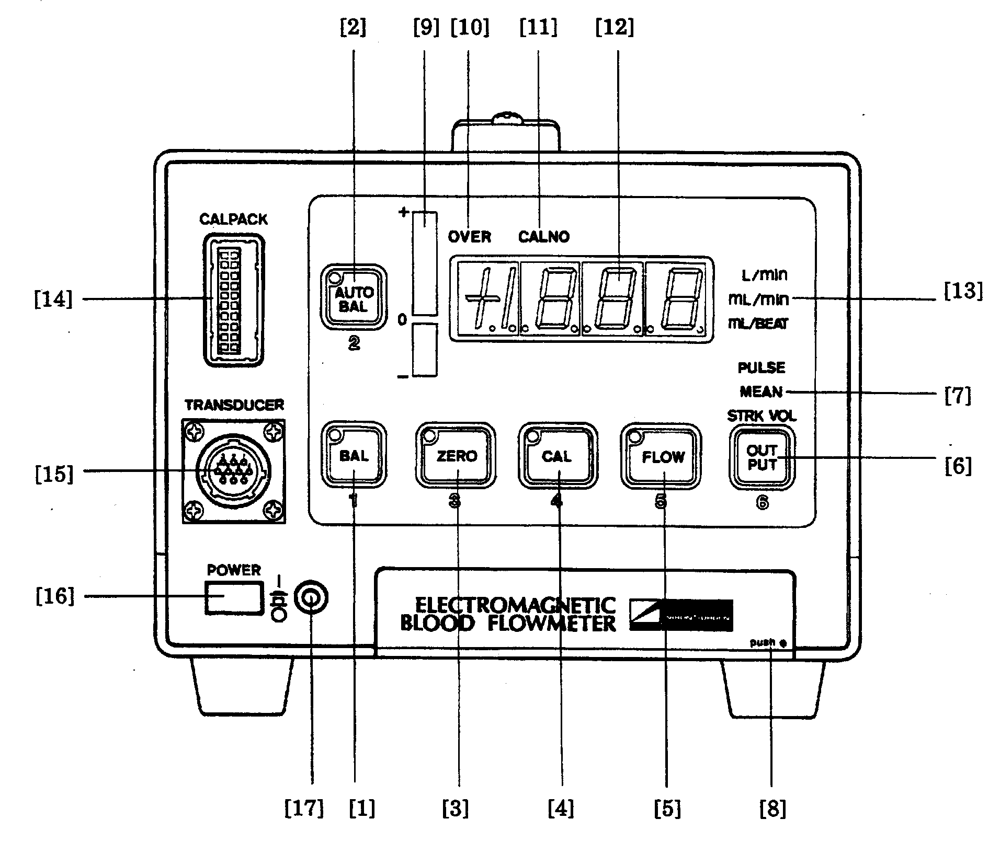 [2] [9] [10] [11] [12]
CALPACK
+
OVER CALNO
AUTO
BAL
2
0
-
L/min
mL/min
mL/BEAT
[14]
[13]
PULSE
MEAN
STRK VOL
[7]
TRANSDUCER
BAL
ZERO
CAL
FLOW
OUT
PUT
[15]
[6]
1 3 4 5 6
POWER
[16]
ELECTROMAGNETIC
BLOOD FLOWMETER
push
[17] [1] [3] [4] [5] [8]